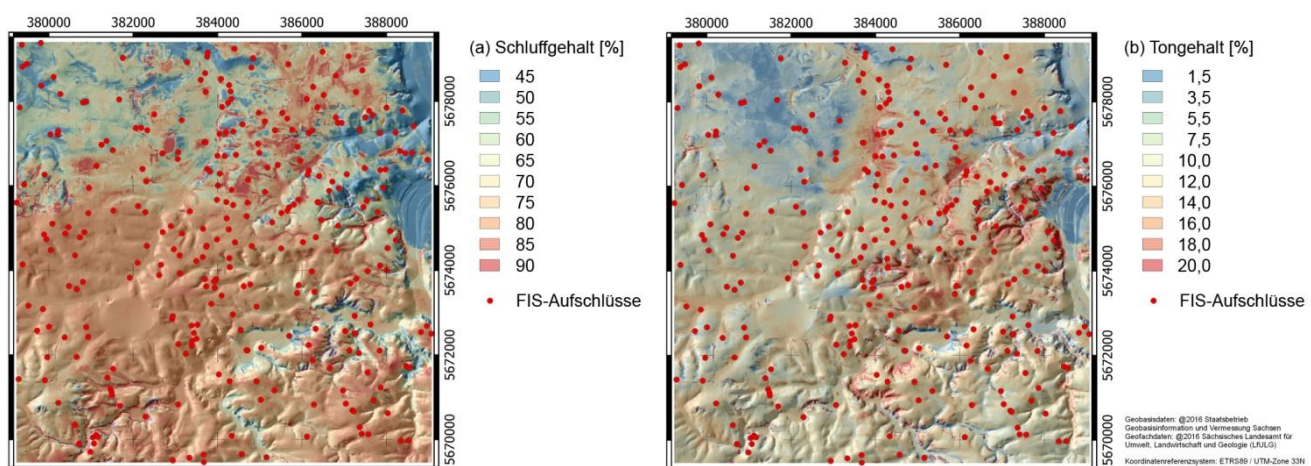 380000 382000 384000 386000 388000
(a) Schluffgehalt [%]
45
50
55
60
65
70
75
80
85
90
FIS-Aufschlüsse
5678000
5676000
5674000
5672000
5670000
380000 382000 384000 386000 388000
(b) Tongehalt [%]
1,5
3,5
5,5
7,5
10,0
12,0
14,0
16,0
18,0
20,0
FIS-Aufschlüsse
5678000
5676000
5674000
5672000
5670000
Geobasisdaten: @2016 Staatsbetrieb
Geobasisinformation und Vermessung Sachsen
Geofachdaten: @2016 Sächsisches Landesamt für
Umwelt, Landwirtschaft und Geologie (LfULG)
Koordinatenreferenzsystem: ETRS89 / UTM-Zone 33N